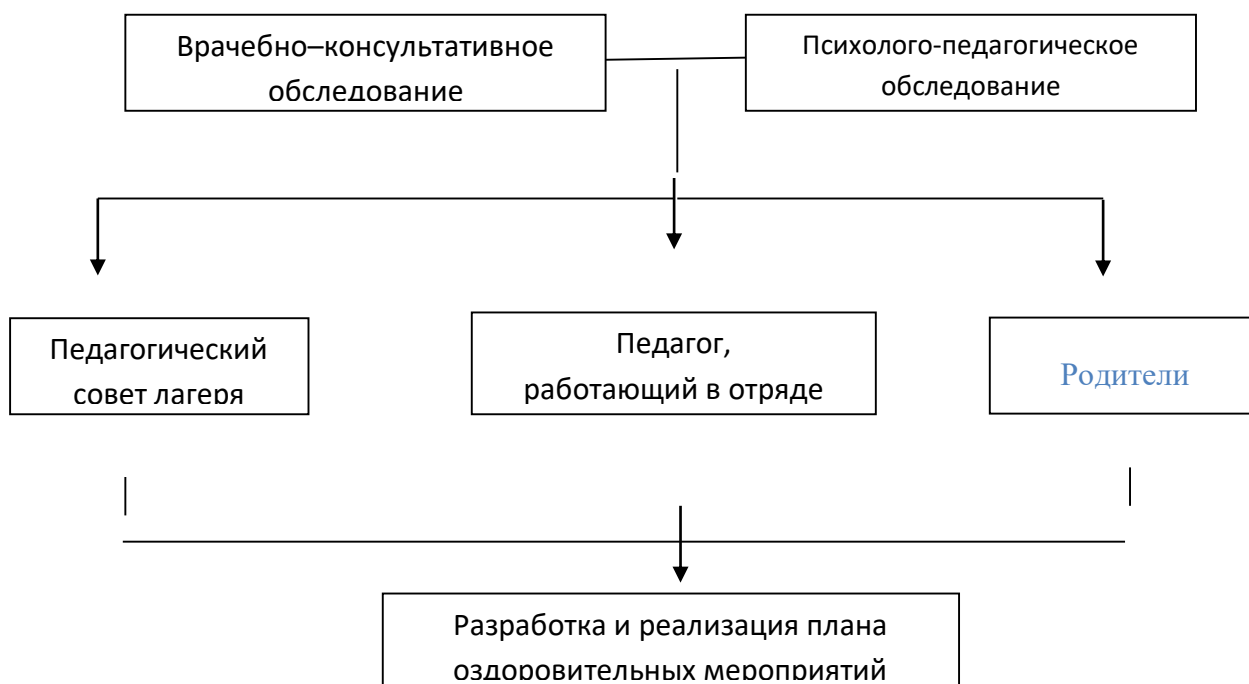 Врачебно–консультативное
обследование
Психолого-педагогическое
обследование
Педагогический
совет лагеря
Педагог,
работающий в отряде
Родители
Разработка и реализация плана
оздоровительных мероприятий